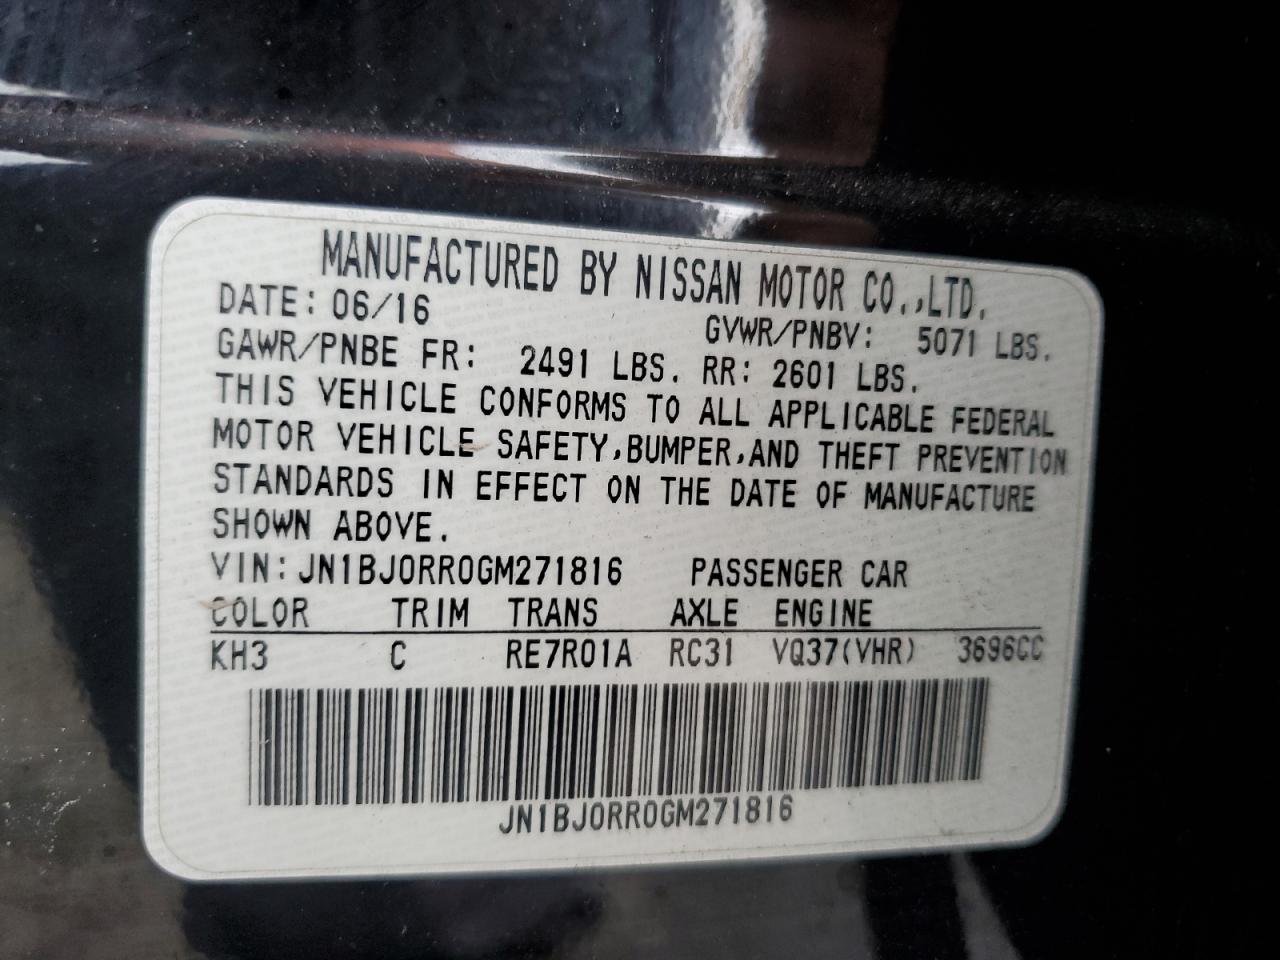 MANUFACTURED BY NISSAN MOTOR CO.,LTD.
DATE: 06/16 GVWR/PNBV: 5071 LBS.
GAWR/PNBE FR: 2491 LBS. RR: 2601 LBS.
THIS VEHICLE CONFORMS TO ALL APPLICABLE FEDERAL
MOTOR VEHICLE SAFETY,BUMPER,AND THEFT PREVENTION
STANDARDS IN EFFECT ON THE DATE OF MANUFACTURE
SHOWN ABOVE.
VIN: JN1BJ0RR0GM271816 PASSENGER CAR
COLOR TRIM TRANS AXLE ENGINE
KH3 C RE7R01A RC31 VQ37(VHR) 3696CC
JN1BJ0RR0GM271816